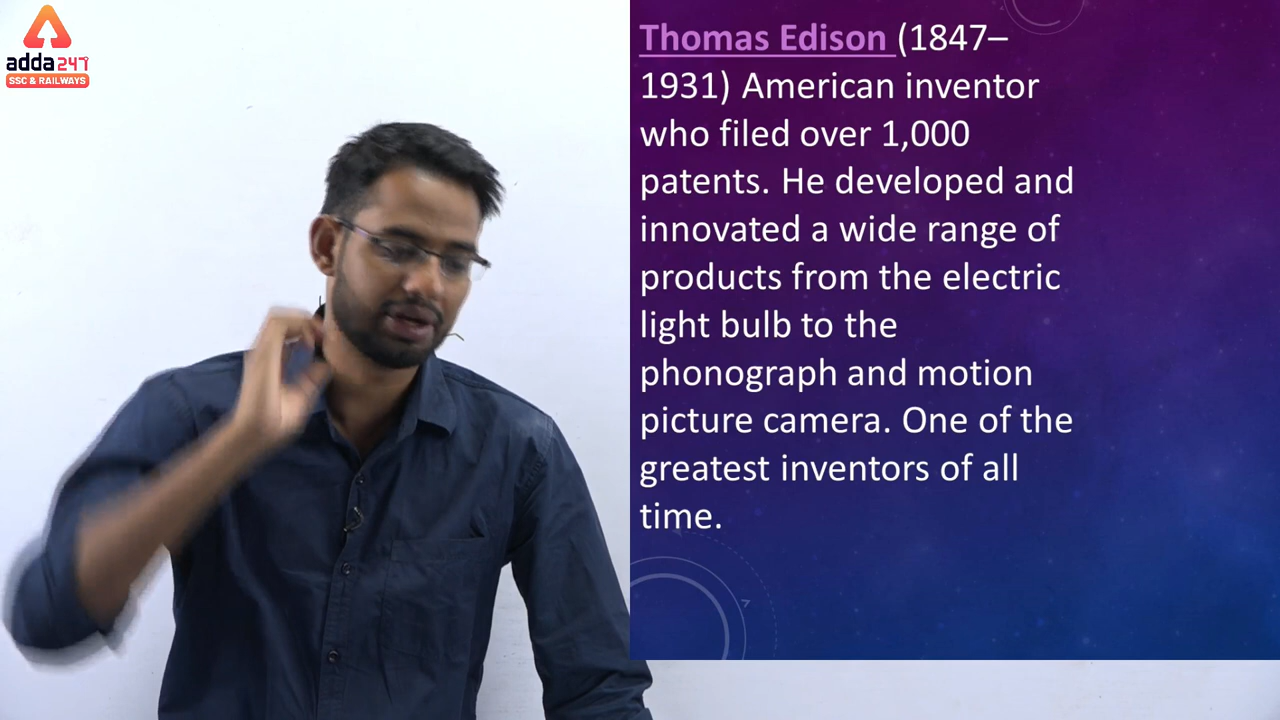 adda247
SSC & RAILWAYS
Thomas Edison (1847–
1931) American inventor
who filed over 1,000
patents. He developed and
innovated a wide range of
products from the electric
light bulb to the
phonograph and motion
picture camera. One of the
greatest inventors of all
time.